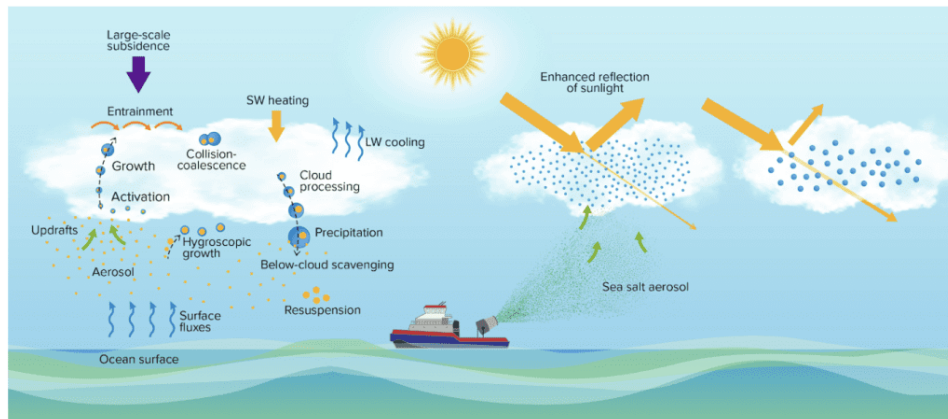 Large-scale
subsidence
Entrainment
SW heating
Collision-
coalescence
LW cooling
Growth
Cloud
processing
Activation
Updrafts
Hygroscopic
growth
Precipitation
Aerosol
Below-cloud scavenging
Resuspension
Surface
fluxes
Ocean surface
Enhanced reflection
of sunlight
Sea salt aerosol